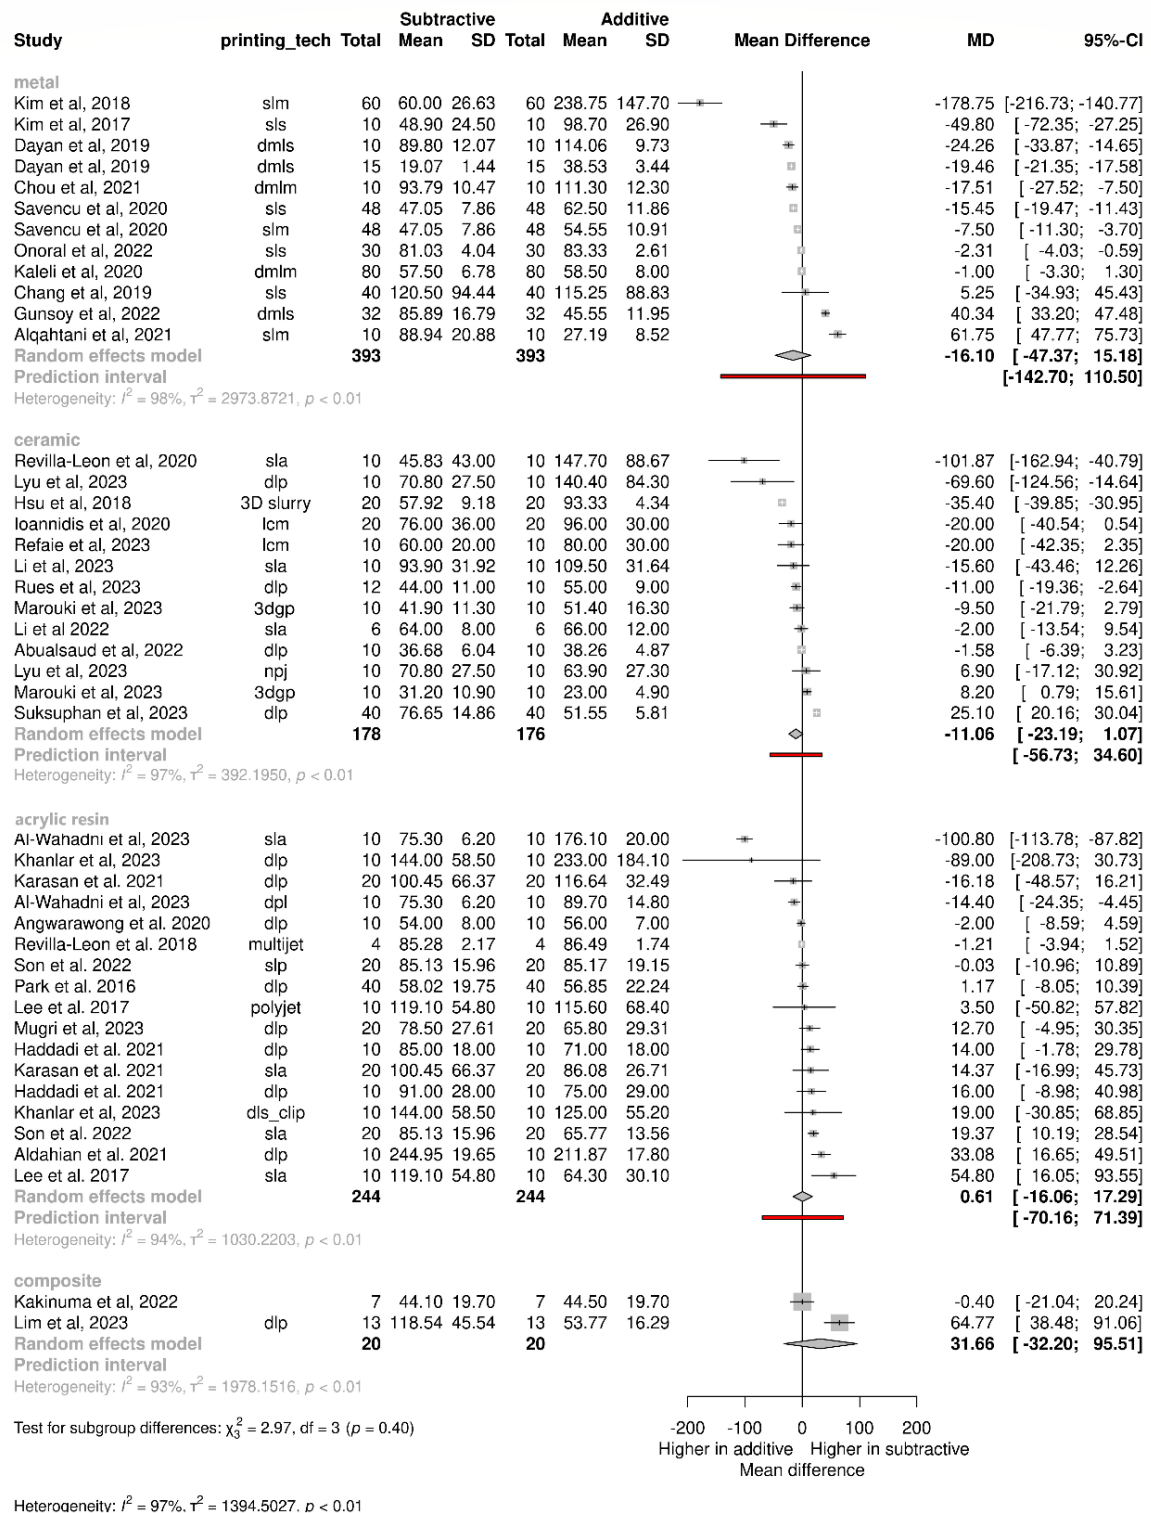 Subtractive Additive
Study printing_tech Total Mean SD Total Mean SD Mean Difference MD 95%-CI
metal
Kim et al, 2018 slm 60 60.00 26.63 60 238.75 147.70 -178.75 [-216.73; -140.77]
Kim et al, 2017 sls 10 48.90 24.50 10 98.70 26.90 -49.80 [ -72.35; -27.25]
Dayan et al, 2019 dmls 10 89.80 12.07 10 114.06 9.73 -24.26 [ -33.87; -14.65]
Dayan et al, 2019 dmls 15 19.07 1.44 15 38.53 3.44 -19.46 [ -21.35; -17.58]
Chou et al, 2021 dmlm 10 93.79 10.47 10 111.30 12.30 -17.51 [ -27.52; -7.50]
Savencu et al, 2020 sls 48 47.05 7.86 48 62.50 11.86 -15.45 [ -19.47; -11.43]
Savencu et al, 2020 slm 48 47.05 7.86 48 54.55 10.91 -7.50 [ -11.30; -3.70]
Onoral et al, 2022 sls 30 81.03 4.04 30 83.33 2.61 -2.31 [ -4.03; -0.59]
Kaleli et al, 2020 dmlm 80 57.50 6.78 80 58.50 8.00 -1.00 [ -3.30; 1.30]
Chang et al, 2019 sls 40 120.50 94.44 40 115.25 88.83 5.25 [ -34.93; 45.43]
Gunsoy et al, 2022 dmls 32 85.89 16.79 32 45.55 11.95 40.34 [ 33.20; 47.48]
Alqahtani et al, 2021 slm 10 88.94 20.88 10 27.19 8.52 61.75 [ 47.77; 75.73]
Random effects model 393 393 -16.10 [ -47.37; 15.18]
Prediction interval [-142.70; 110.50]
Heterogeneity: I² = 98%, τ² = 2973.8721, p < 0.01
ceramic
Revilla-Leon et al, 2020 sla 10 45.83 43.00 10 147.70 88.67 -101.87 [-162.94; -40.79]
Lyu et al, 2023 dlp 10 70.80 27.50 10 140.40 84.30 -69.60 [-124.56; -14.64]
Hsu et al, 2018 3D slurry 20 57.92 9.18 20 93.33 4.34 -35.40 [ -39.85; -30.95]
Ioannidis et al, 2020 lcm 20 76.00 36.00 20 96.00 30.00 -20.00 [ -40.54; 0.54]
Refaie et al, 2023 lcm 10 60.00 20.00 10 80.00 30.00 -20.00 [ -42.35; 2.35]
Li et al, 2023 sla 10 93.90 31.92 10 109.50 31.64 -15.60 [ -43.46; 12.26]
Rues et al, 2023 dlp 12 44.00 11.00 10 55.00 9.00 -11.00 [ -19.36; -2.64]
Marouki et al, 2023 3dgp 10 41.90 11.30 10 51.40 16.30 -9.50 [ -21.79; 2.79]
Li et al 2022 sla 6 64.00 8.00 6 66.00 12.00 -2.00 [ -13.54; 9.54]
Abualsaud et al, 2022 dlp 10 36.68 6.04 10 38.26 4.87 -1.58 [ -6.39; 3.23]
Lyu et al, 2023 npj 10 70.80 27.50 10 63.90 27.30 6.90 [ -17.12; 30.92]
Marouki et al, 2023 3dgp 10 31.20 10.90 10 23.00 4.90 8.20 [ 0.79; 15.61]
Suksuphan et al, 2023 dlp 40 76.65 14.86 40 51.55 5.81 25.10 [ 20.16; 30.04]
Random effects model 178 176 -11.06 [ -23.19; 1.07]
Prediction interval [ -56.73; 34.60]
Heterogeneity: I² = 97%, τ² = 392.1950, p < 0.01
acrylic resin
Al-Wahadni et al, 2023 sla 10 75.30 6.20 10 176.10 20.00 -100.80 [-113.78; -87.82]
Khanlar et al, 2023 dlp 10 144.00 58.50 10 233.00 184.10 -89.00 [-208.73; 30.73]
Karasan et al. 2021 dlp 20 100.45 66.37 20 116.64 32.49 -16.18 [ -48.57; 16.21]
Al-Wahadni et al, 2023 dpl 10 75.30 6.20 10 89.70 14.80 -14.40 [ -24.35; -4.45]
Angwarawong et al. 2020 dlp 10 54.00 8.00 10 56.00 7.00 -2.00 [ -8.59; 4.59]
Revilla-Leon et al. 2018 multijet 4 85.28 2.17 4 86.49 1.74 -1.21 [ -3.94; 1.52]
Son et al. 2022 slp 20 85.13 15.96 20 85.17 19.15 -0.03 [ -10.96; 10.89]
Park et al. 2016 dlp 40 58.02 19.75 40 56.85 22.24 1.17 [ -8.05; 10.39]
Lee et al. 2017 polyjet 10 119.10 54.80 10 115.60 68.40 3.50 [ -50.82; 57.82]
Mugri et al, 2023 dlp 20 78.50 27.61 20 65.80 29.31 12.70 [ -4.95; 30.35]
Haddadi et al. 2021 dlp 10 85.00 18.00 10 71.00 18.00 14.00 [ -1.78; 29.78]
Karasan et al. 2021 sla 20 100.45 66.37 20 86.08 26.71 14.37 [ -16.99; 45.73]
Haddadi et al. 2021 dlp 10 91.00 28.00 10 75.00 29.00 16.00 [ -8.98; 40.98]
Khanlar et al, 2023 dls_clip 10 144.00 58.50 10 125.00 55.20 19.00 [ -30.85; 68.85]
Son et al. 2022 sla 20 85.13 15.96 20 65.77 13.56 19.37 [ 10.19; 28.54]
Aldahian et al. 2021 dlp 10 244.95 19.65 10 211.87 17.80 33.08 [ 16.65; 49.51]
Lee et al. 2017 sla 10 119.10 54.80 10 64.30 30.10 54.80 [ 16.05; 93.55]
Random effects model 244 244 0.61 [ -16.06; 17.29]
Prediction interval [ -70.16; 71.39]
Heterogeneity: I² = 94%, τ² = 1030.2203, p < 0.01
composite
Kakinuma et al, 2022 7 44.10 19.70 7 44.50 19.70 -0.40 [ -21.04; 20.24]
Lim et al, 2023 dlp 13 118.54 45.54 13 53.77 16.29 64.77 [ 38.48; 91.06]
Random effects model 20 20 31.66 [ -32.20; 95.51]
Prediction interval
Heterogeneity: I² = 93%, τ² = 1978.1516, p < 0.01
-200 -100 0 100 200
Test for subgroup differences: χ²₃ = 2.97, df = 3 (p = 0.40)
Higher in additive Higher in subtractive
Mean difference
Heterogeneity: I² = 97%, τ² = 1394.5027, p < 0.01